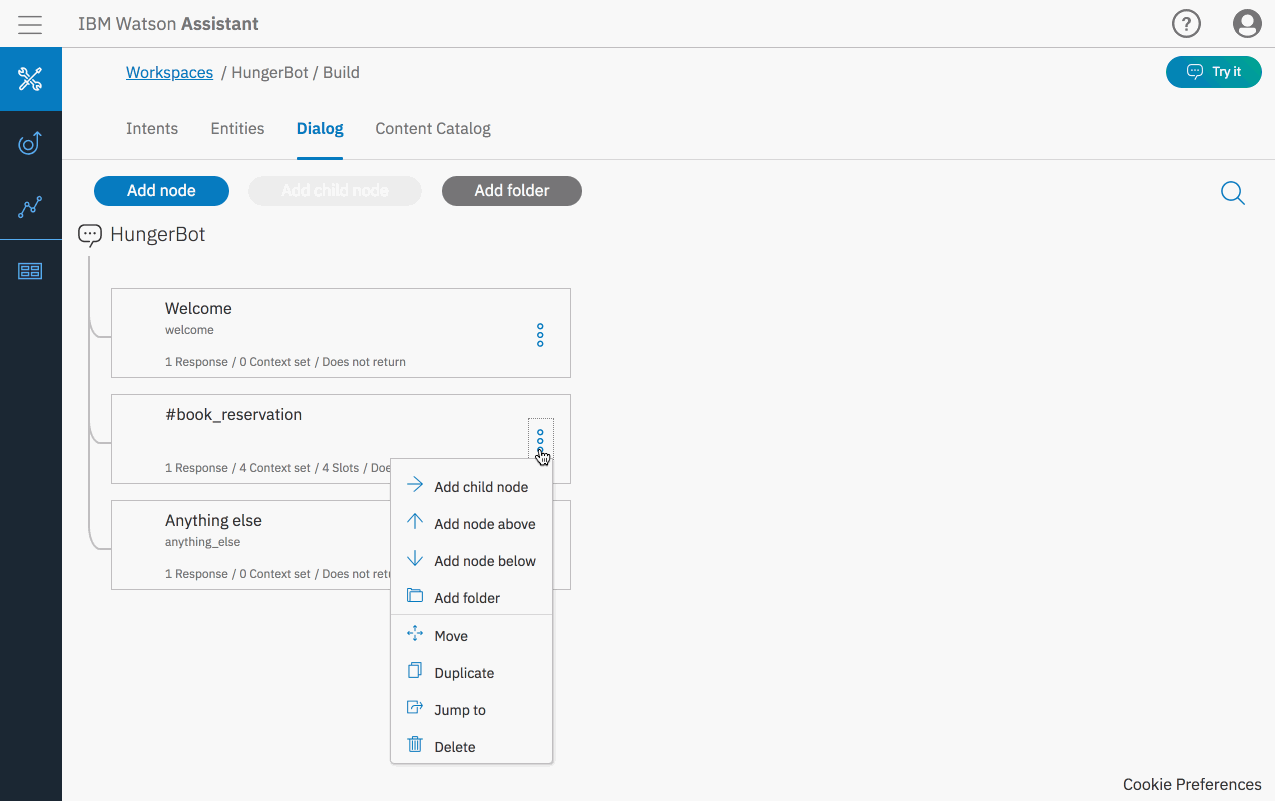 IBM Watson Assistant
?
Workspaces / HungerBot / Build
Try it
Intents Entities Dialog Content Catalog
Add node Add child node Add folder
HungerBot
Welcome
welcome
1 Response / 0 Context set / Does not return
#book_reservation
1 Response / 4 Context set / 4 Slots / Doe
Anything else
anything_else
1 Response / 0 Context set / Does not retu
Add child node
Add node above
Add node below
Add folder
Move
Duplicate
Jump to
Delete
Cookie Preferences